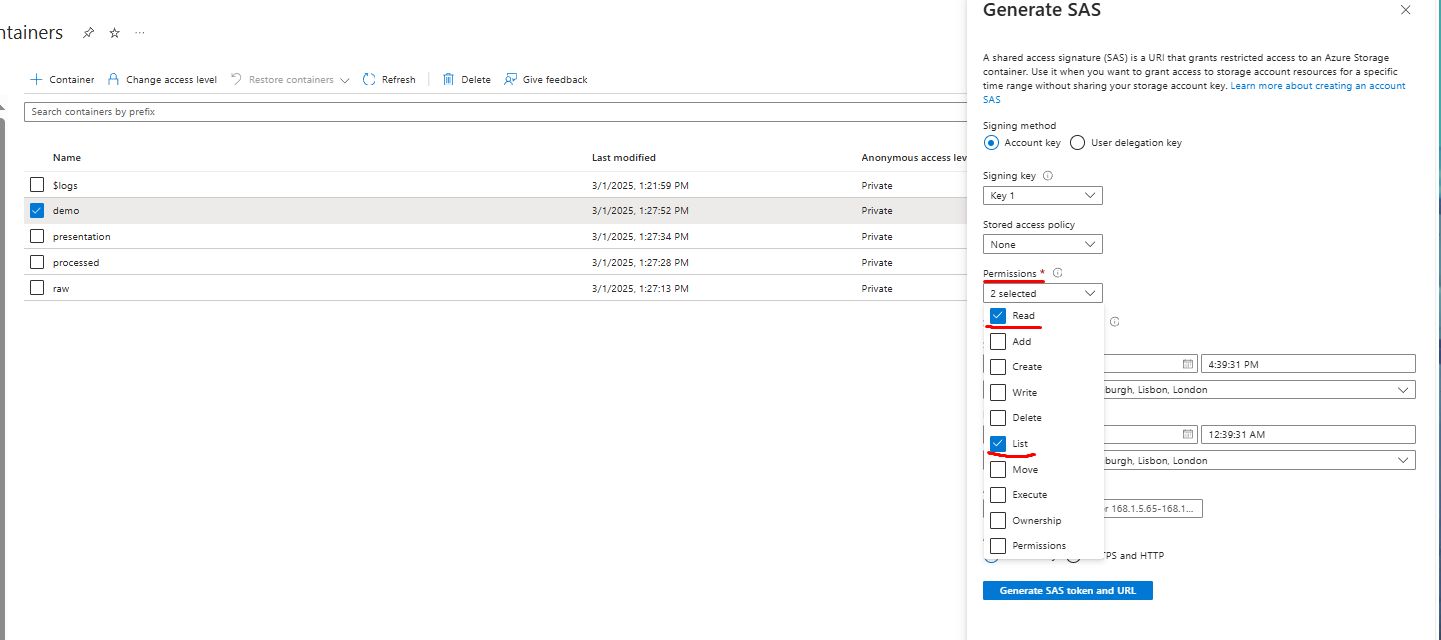 ntainers
...
Container
Change access level
Restore containers
Refresh
Delete
Give feedback
Search containers by prefix
Name Last modified Anonymous access lev
$logs 3/1/2025, 1:21:59 PM Private
demo 3/1/2025, 1:27:52 PM Private
presentation 3/1/2025, 1:27:34 PM Private
processed 3/1/2025, 1:27:28 PM Private
raw 3/1/2025, 1:27:13 PM Private
Generate SAS
A shared access signature (SAS) is a URI that grants restricted access to an Azure Storage
container. Use it when you want to grant access to storage account resources for a specific
time range without sharing your storage account key. Learn more about creating an account
SAS
Signing method
Account key User delegation key
Signing key
Key 1
Stored access policy
None
Permissions *
2 selected
Read
Add
Create
Write
Delete
List
Move
Execute
Ownership
Permissions
4:39:31 PM
burgh, Lisbon, London
12:39:31 AM
burgh, Lisbon, London
r 168.1.5.65-168.1...
TPS and HTTP
Generate SAS token and URL